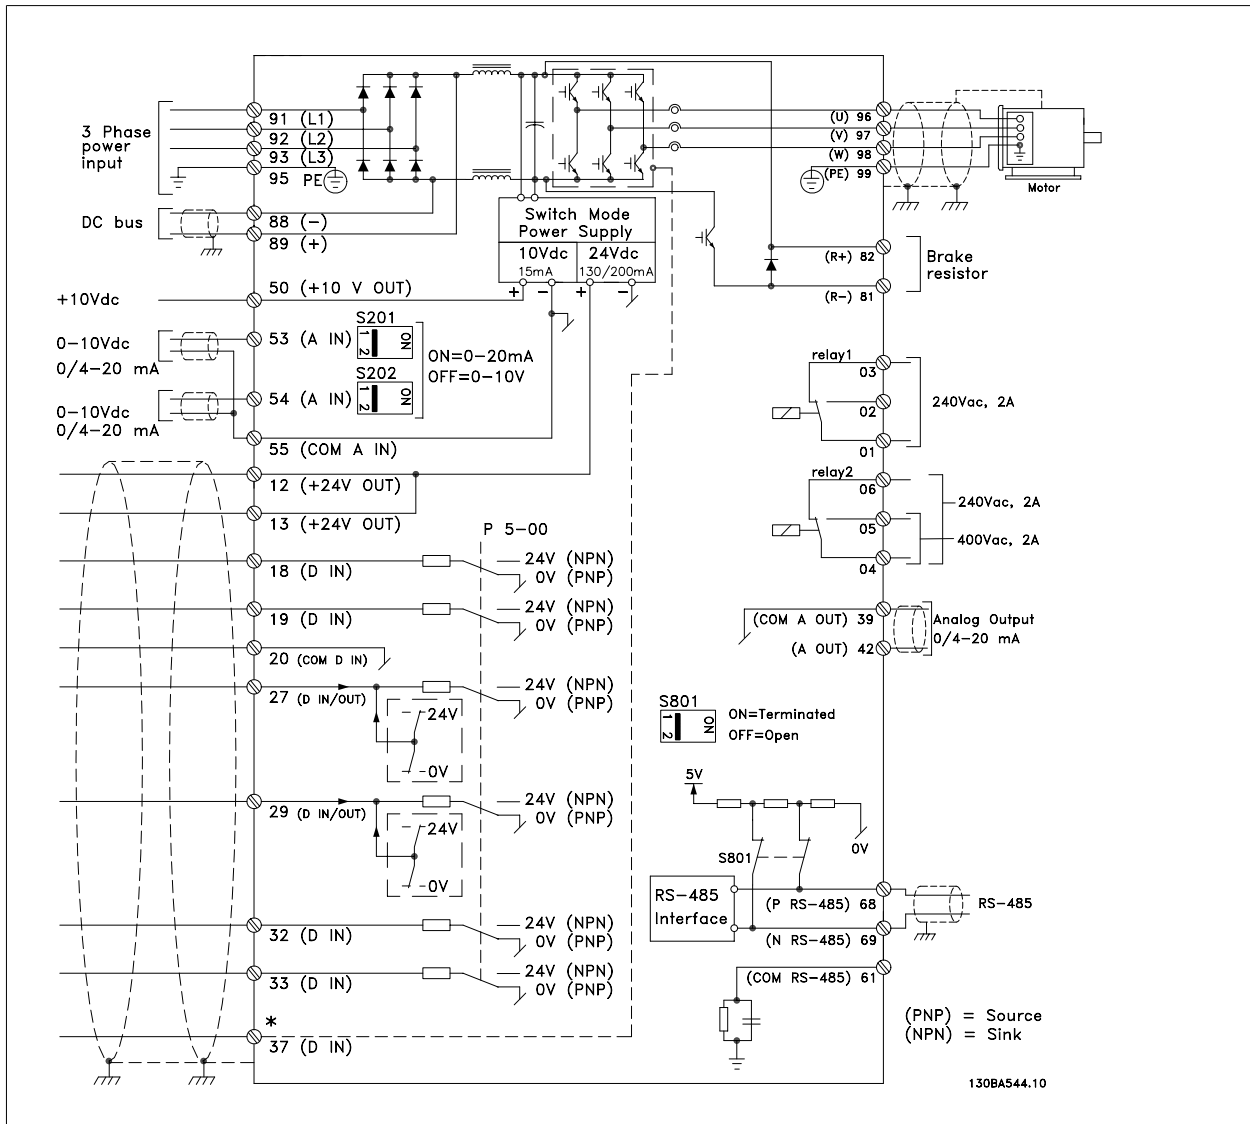 3 Phase
power
input
91 (L1)
92 (L2)
93 (L3)
95 PE
DC bus
88 (−)
89 (+)
Switch Mode
Power Supply
10Vdc
15mA
24Vdc
130/200mA
+ − + −
(U) 96
(V) 97
(W) 98
(PE) 99
Motor
(R+) 82
(R−) 81
Brake
resistor
+10Vdc
50 (+10 V OUT)
0−10Vdc
0/4−20 mA
53 (A IN)
S201
ON
1 2
ON=0−20mA
OFF=0−10V
0−10Vdc
0/4−20 mA
54 (A IN)
S202
ON
1 2
55 (COM A IN)
12 (+24V OUT)
13 (+24V OUT)
relay1
03
02
01
240Vac, 2A
relay2
06
05
04
240Vac, 2A
400Vac, 2A
P 5−00
18 (D IN)
24V (NPN)
0V (PNP)
19 (D IN)
24V (NPN)
0V (PNP)
20 (COM D IN)
27 (D IN/OUT)
24V (NPN)
0V (PNP)
24V
0V
29 (D IN/OUT)
24V (NPN)
0V (PNP)
24V
0V
32 (D IN)
24V (NPN)
0V (PNP)
33 (D IN)
24V (NPN)
0V (PNP)
*
37 (D IN)
(COM A OUT) 39
(A OUT) 42
Analog Output
0/4−20 mA
S801
ON
1 2
ON=Terminated
OFF=Open
5V
0V
S801
RS−485
Interface
(P RS−485) 68
(N RS−485) 69
RS−485
(COM RS−485) 61
(PNP) = Source
(NPN) = Sink
130BA544.10